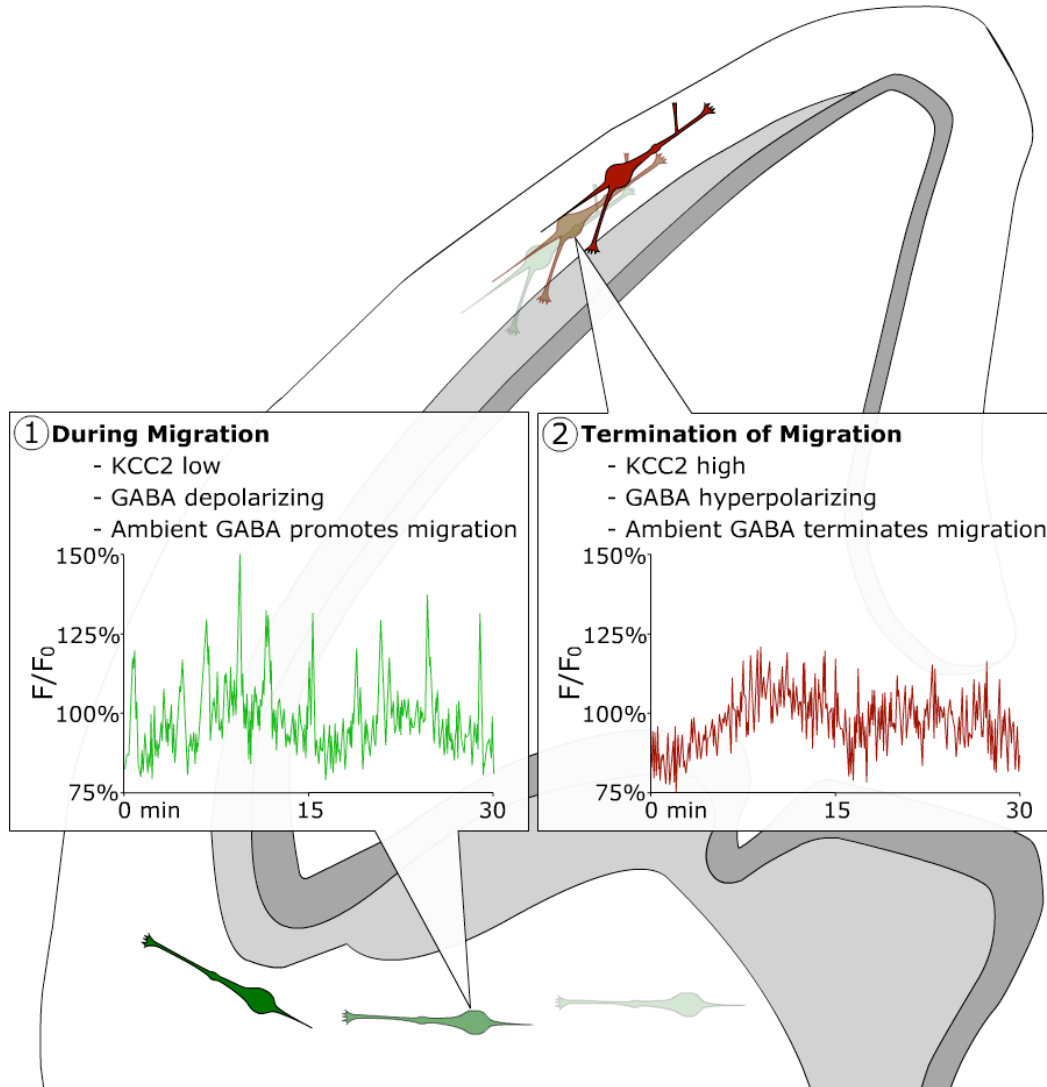 ① During Migration
- KCC2 low
- GABA depolarizing
- Ambient GABA promotes migration
150%
125%
100%
75%
F/F₀
0 min
15
30
② Termination of Migration
- KCC2 high
- GABA hyperpolarizing
- Ambient GABA terminates migration
150%
125%
100%
75%
F/F₀
0 min
15
30